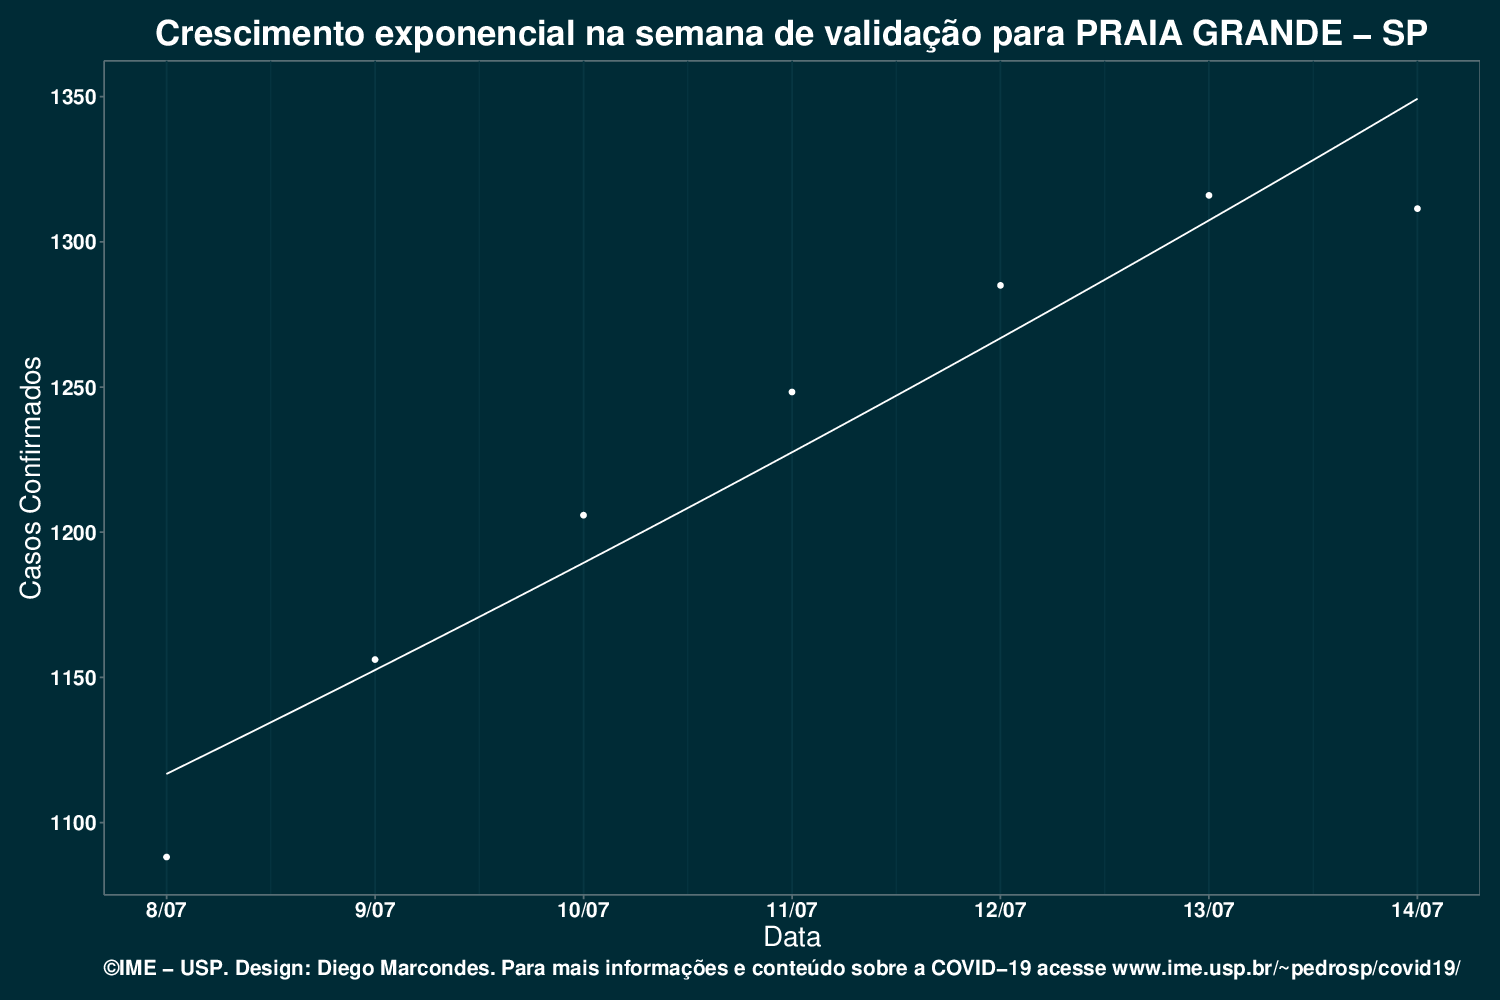 Crescimento exponencial na semana de validação para PRAIA GRANDE – SP
1350
1300
1250
1200
1150
1100
Casos Confirmados
8/07 9/07 10/07 11/07 12/07 13/07 14/07
Data
©IME – USP. Design: Diego Marcondes. Para mais informações e conteúdo sobre a COVID–19 acesse www.ime.usp.br/~pedrosp/covid19/